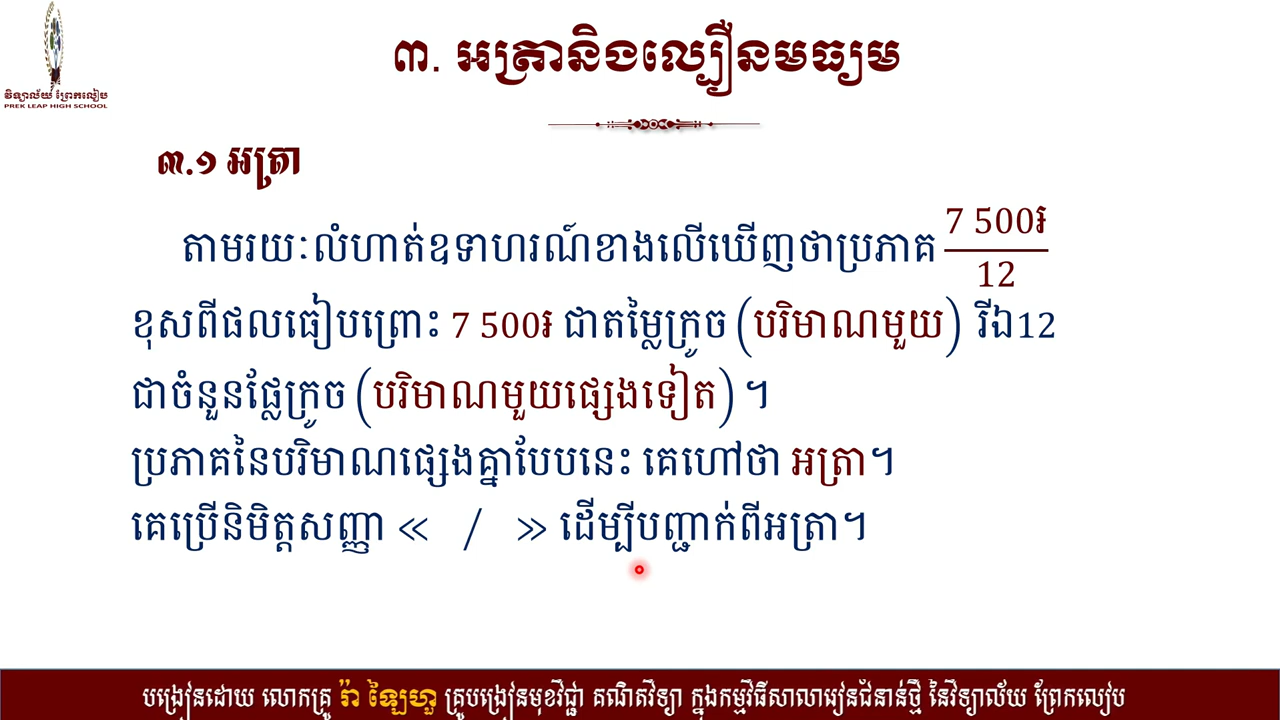 វិទ្យាល័យ ព្រែកលៀប
PREK LEAP HIGH SCHOOL
៣. អត្រានិងល្បឿនមធ្យម
៣.១ អត្រា
តាមរយៈលំហាត់ឧទាហរណ៍ខាងលើឃើញថាប្រភាគ 7 500៛/12
ខុសពីផលធៀបព្រោះ 7 500៛ ជាតម្លៃក្រូច (បរិមាណមួយ) រីឯ12
ជាចំនួនផ្លែក្រូច (បរិមាណមួយផ្សេងទៀត) ។
ប្រភាគនៃបរិមាណផ្សេងគ្នាបែបនេះ គេហៅថា អត្រា។
គេប្រើនិមិត្តសញ្ញា ≪ / ≫ ដើម្បីបញ្ជាក់ពីអត្រា។
បង្រៀនដោយ លោកគ្រូ រ៉ា ឡៃហួ គ្រូបង្រៀនមុខវិជ្ជា គណិតវិទ្យា ក្នុងកម្មវិធីសាលារៀនជំនាន់ថ្មី នៃវិទ្យាល័យ ព្រែកលៀប